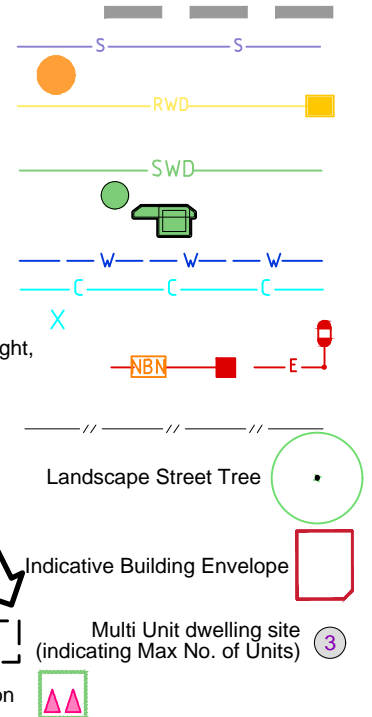 S S
RWD
SWD
W W W
C C C
X
ght,
NBN E
// // //
Landscape Street Tree
Indicative Building Envelope
Multi Unit dwelling site
(indicating Max No. of Units) 3
on